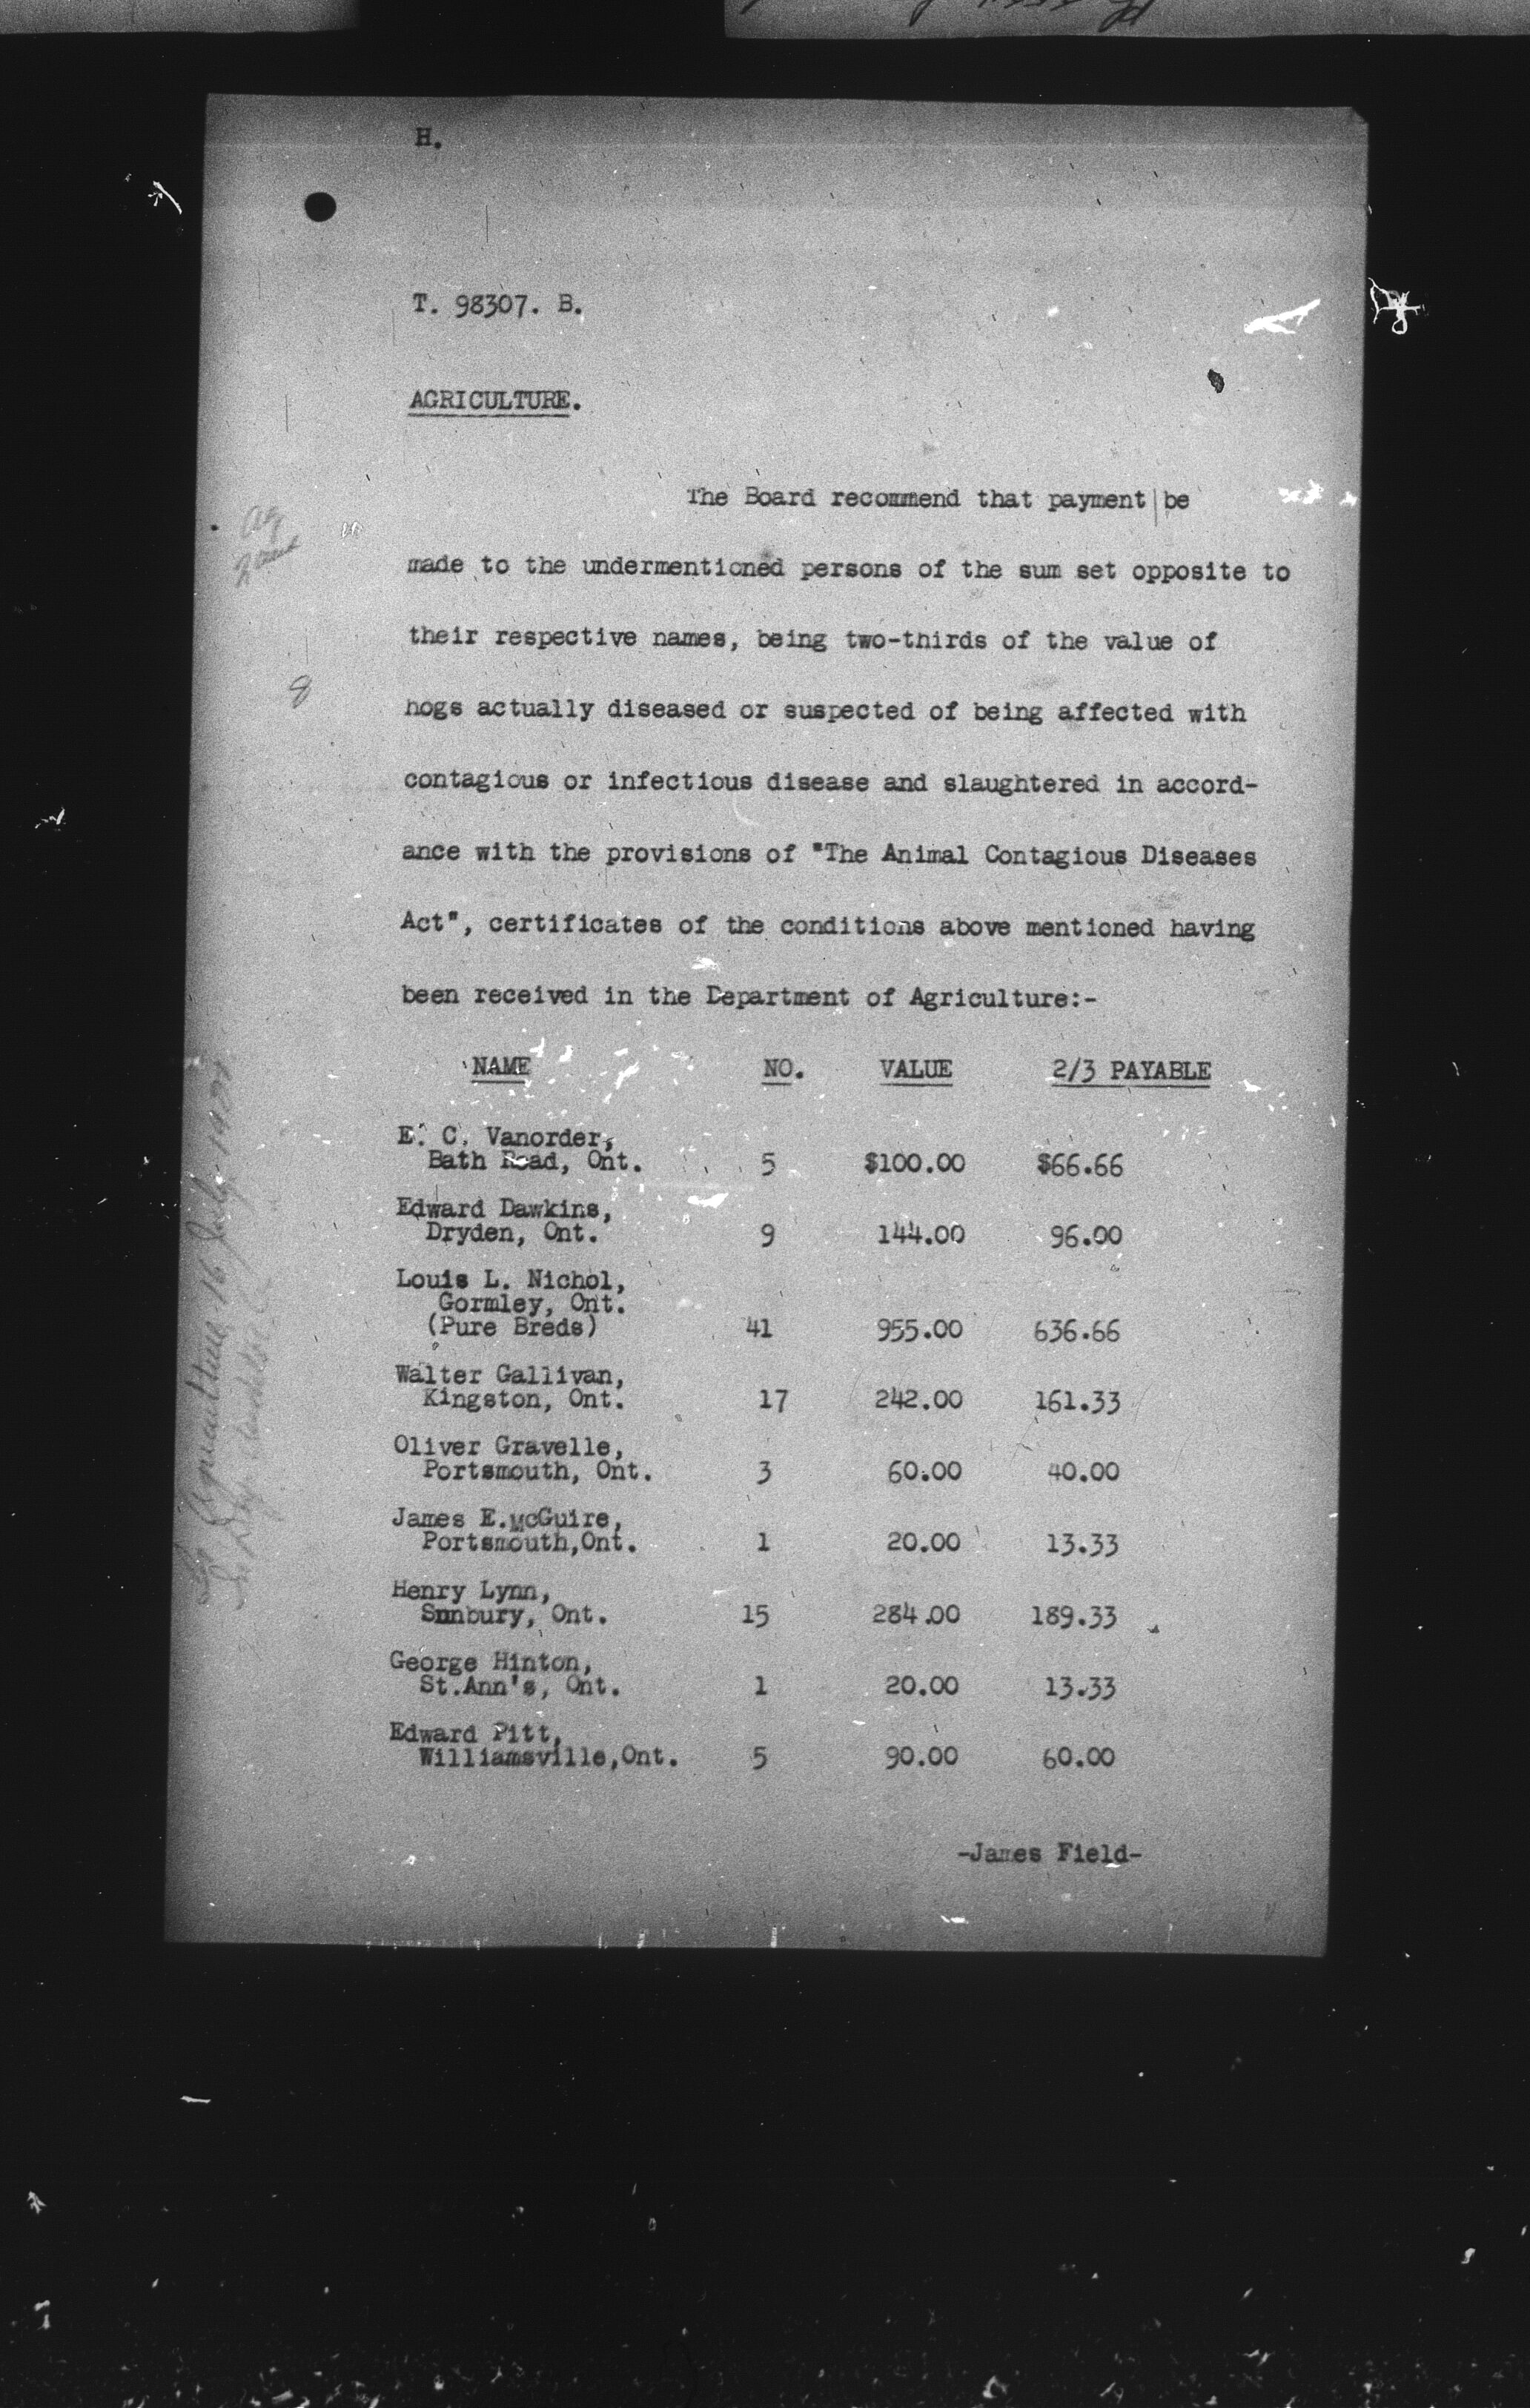 H.
T. 98307. B.
AGRICULTURE.
The Board recommend that payment be
made to the undermentioned persons of the sum set opposite to
their respective names, being two-thirds of the value of
8
hogs actually diseased or suspected of being affected with
contagious or infectious disease and slaughtered in accord-
ance with the provisions of "The Animal Contagious Diseases
Act", certificates of the conditions above mentioned having
been received in the Department of Agriculture:-
NAME NO. VALUE 2/3 PAYABLE
E. C. Vanorder,
Bath Road, Ont. 5 $100.00 $66.66
Edward Dawkins,
Dryden, Ont. 9 144.00 96.00
Louis L. Nichol,
Gormley, Ont.
(Pure Breds) 41 955.00 636.66
Walter Gallivan,
Kingston, Ont. 17 242.00 161.33
Oliver Gravelle,
Portsmouth, Ont. 3 60.00 40.00
James E.McGuire,
Portsmouth,Ont. 1 20.00 13.33
Henry Lynn,
Sunbury, Ont. 15 284.00 189.33
George Hinton,
St.Ann's, Ont. 1 20.00 13.33
Edward Pitt,
Williamsville,Ont. 5 90.00 60.00
-James Field-